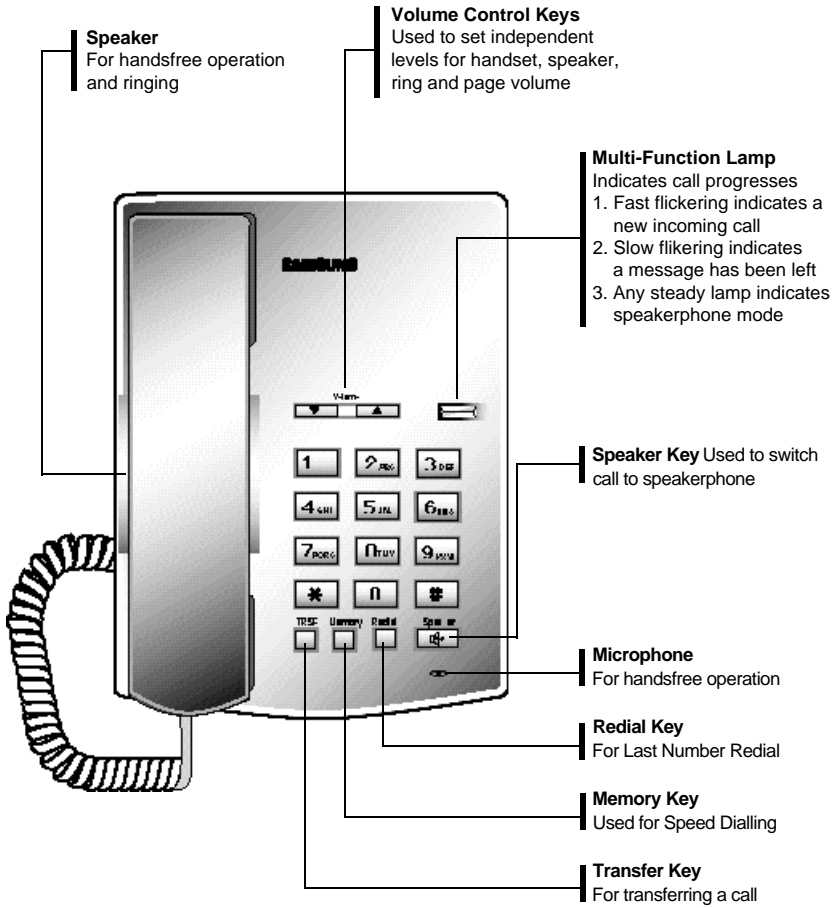 Speaker
For handsfree operation
and ringing
Volume Control Keys
Used to set independent
levels for handset, speaker,
ring and page volume
Multi-Function Lamp
Indicates call progresses
1. Fast flickering indicates a
new incoming call
2. Slow flikering indicates
a message has been left
3. Any steady lamp indicates
speakerphone mode
SAMSUNG
1
2
3 DEF
4 GHI
5
6
7
TUV
9
*
#
TRSF Memory Redial
Speaker Key Used to switch
call to speakerphone
Microphone
For handsfree operation
Redial Key
For Last Number Redial
Memory Key
Used for Speed Dialling
Transfer Key
For transferring a call